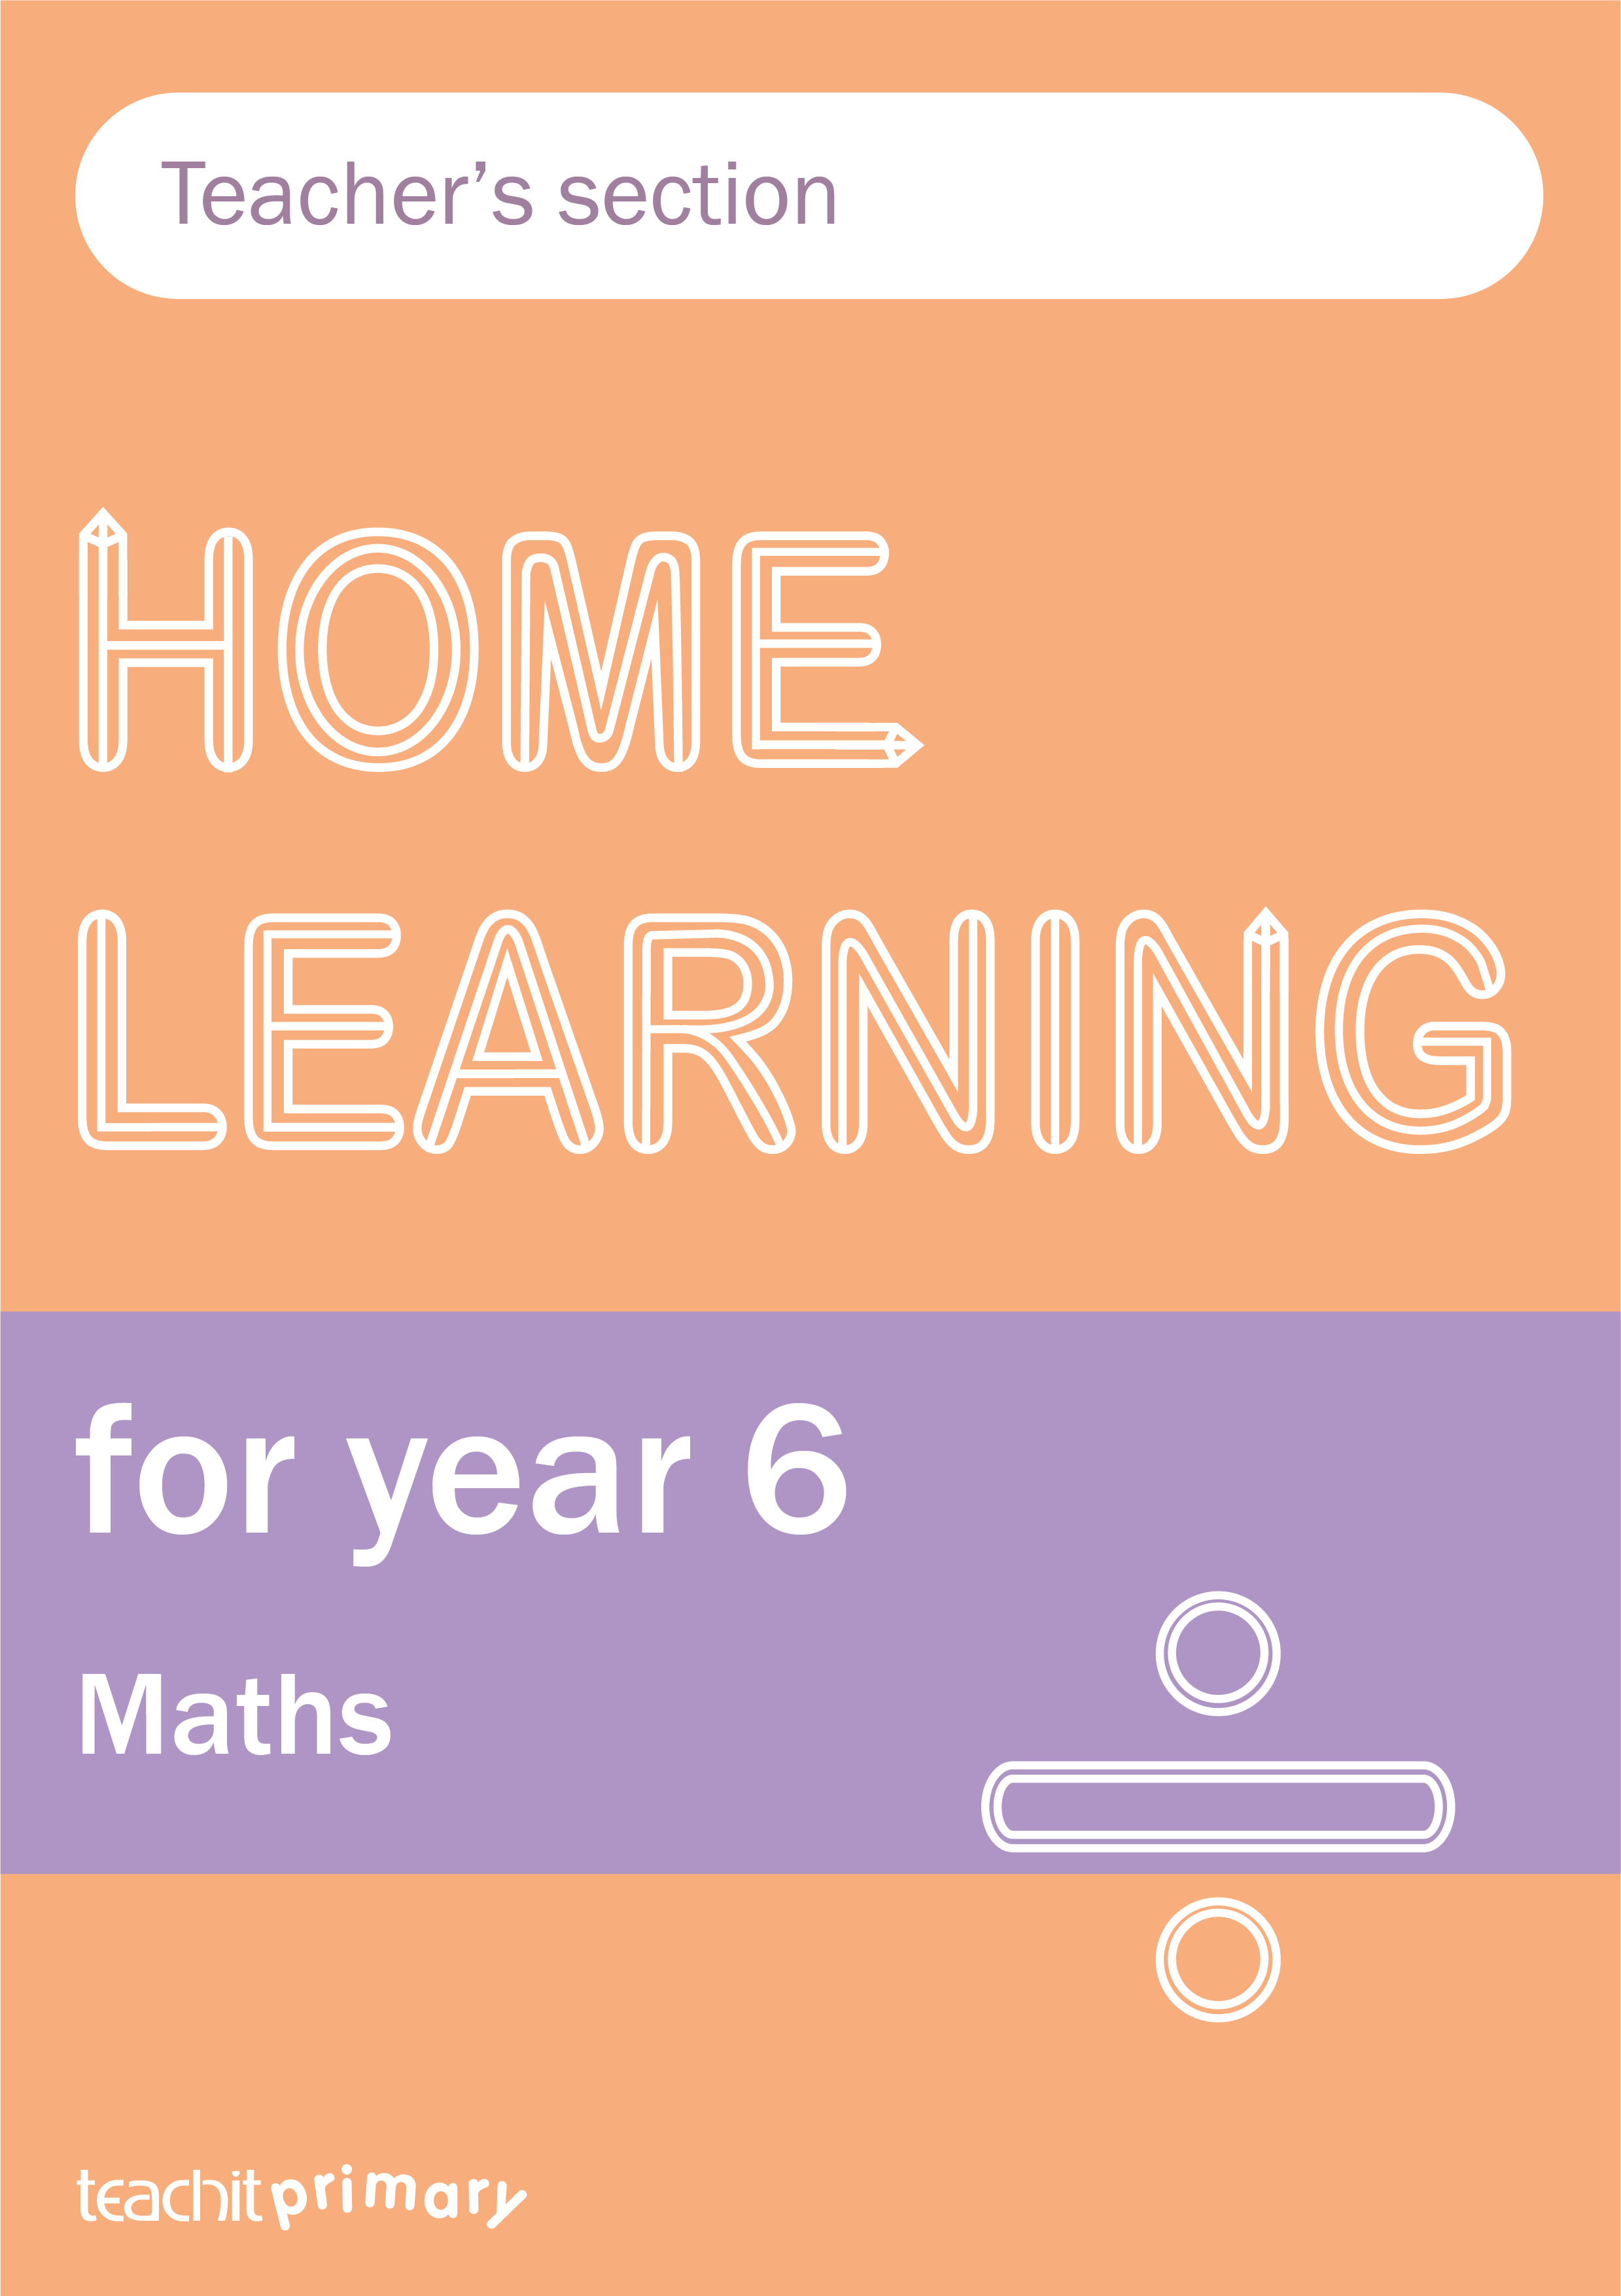 Teacher’s section
HOME
LEARNING
for year 6
Maths
teachitprimary